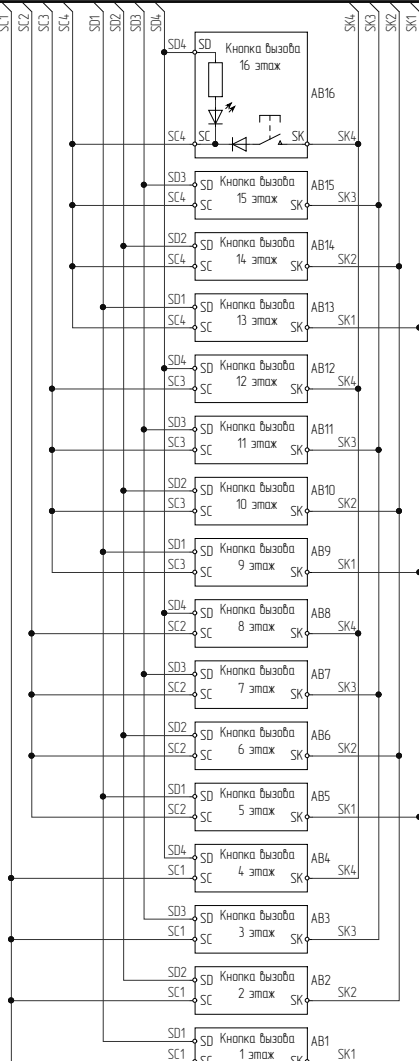 SC1 SC2 SC3 SC4 SD1 SD2 SD3 SD4 SK4 SK3 SK2 SK1
SD4 SD Кнопка вызова
16 этаж
AB16
SC4 SC SK SK4
SD3 SD Кнопка вызова AB15
SC4 SC 15 этаж SK SK3
SD2 SD Кнопка вызова AB14
SC4 SC 14 этаж SK SK2
SD1 SD Кнопка вызова AB13
SC4 SC 13 этаж SK SK1
SD4 SD Кнопка вызова AB12
SC3 SC 12 этаж SK SK4
SD3 SD Кнопка вызова AB11
SC3 SC 11 этаж SK SK3
SD2 SD Кнопка вызова AB10
SC3 SC 10 этаж SK SK2
SD1 SD Кнопка вызова AB9
SC3 SC 9 этаж SK SK1
SD4 SD Кнопка вызова AB8
SC2 SC 8 этаж SK SK4
SD3 SD Кнопка вызова AB7
SC2 SC 7 этаж SK SK3
SD2 SD Кнопка вызова AB6
SC2 SC 6 этаж SK SK2
SD1 SD Кнопка вызова AB5
SC2 SC 5 этаж SK SK1
SD4 SD Кнопка вызова AB4
SC1 SC 4 этаж SK SK4
SD3 SD Кнопка вызова AB3
SC1 SC 3 этаж SK SK3
SD2 SD Кнопка вызова AB2
SC1 SC 2 этаж SK SK2
SD1 SD Кнопка вызова AB1
SC1 SC 1 этаж SK SK1